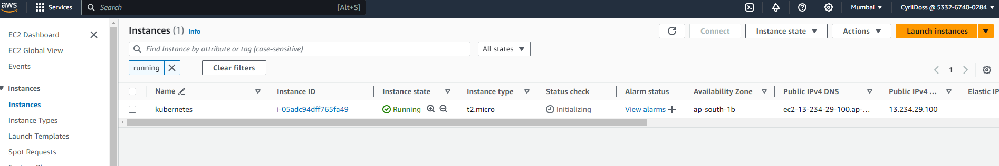 aws Services Search [Alt+S] Mumbai CyrilDoss @ 5332-6740-0284
EC2 Dashboard
EC2 Global View
Events
Instances
Instances
Instance Types
Launch Templates
Spot Requests
Instances (1) Info Connect Instance state Actions Launch instances
Find Instance by attribute or tag (case-sensitive) All states
running Clear filters
1
Name Instance ID Instance state Instance type Status check Alarm status Availability Zone Public IPv4 DNS Public IPv4 ... Elastic IP
kubernetes i-05adc94dff765fa49 Running t2.micro Initializing View alarms + ap-south-1b ec2-13-234-29-100.ap-... 13.234.29.100 –